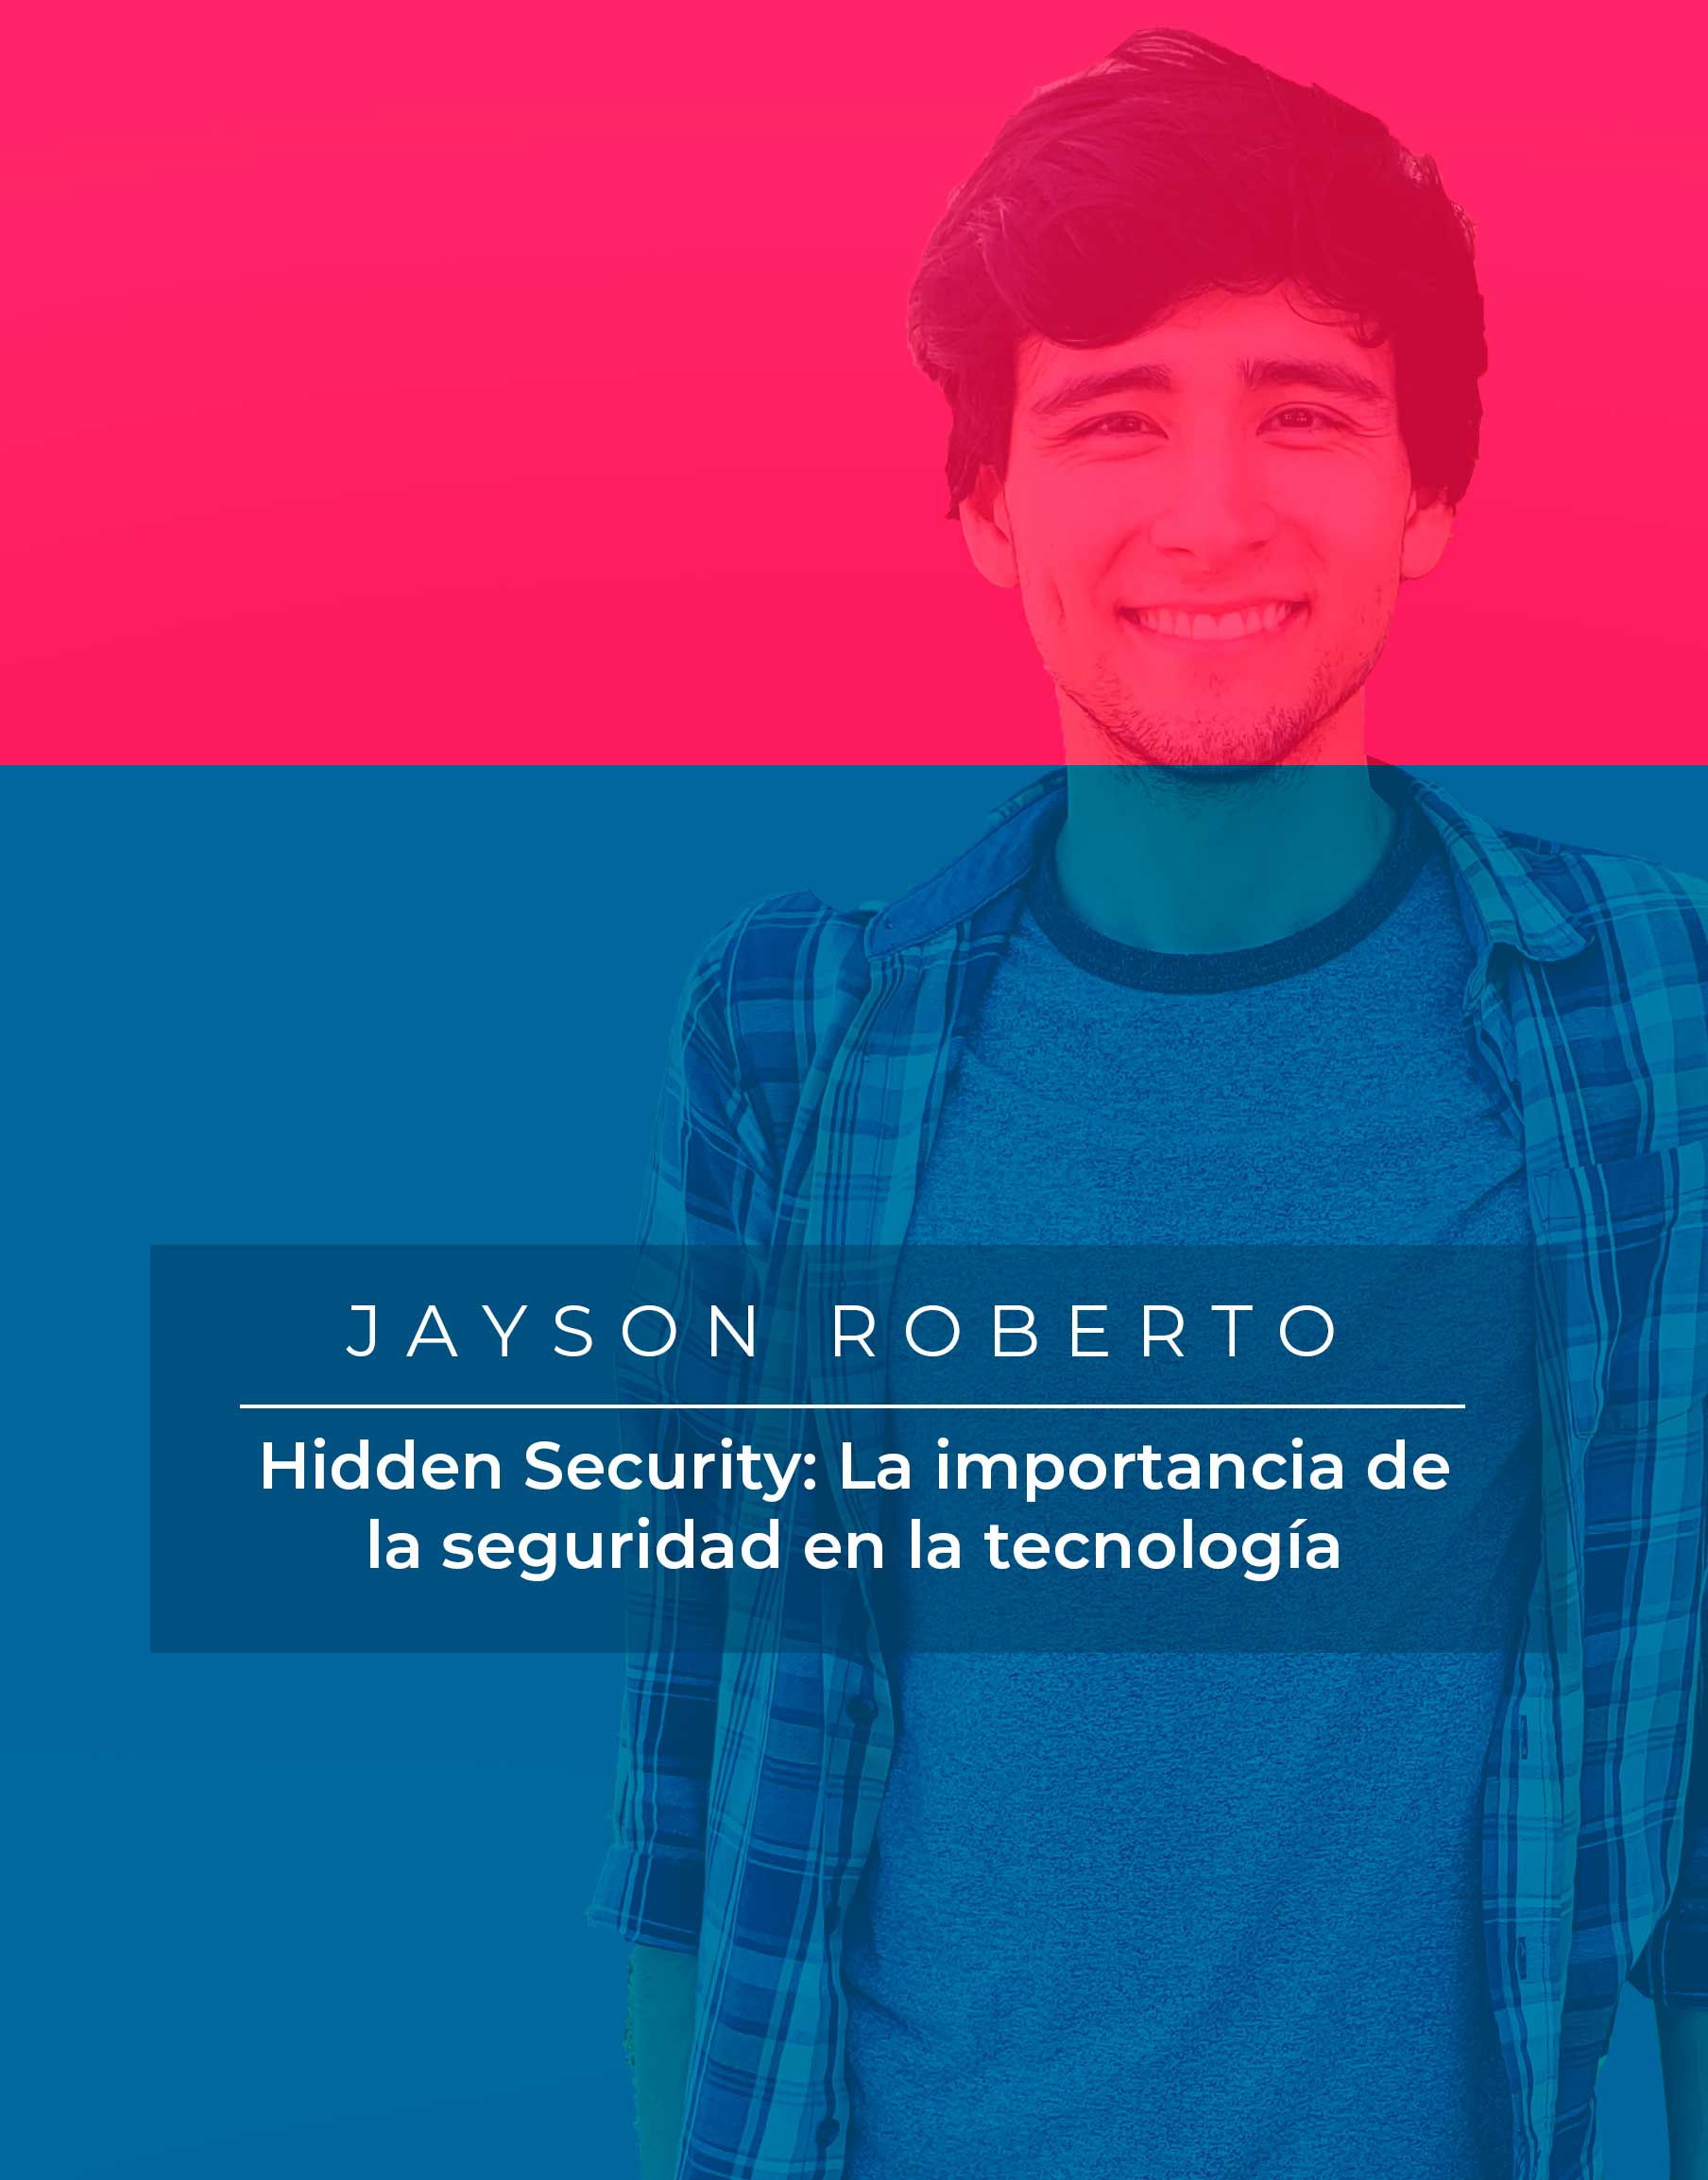 JAYSON ROBERTO
Hidden Security: La importancia de
la seguridad en la tecnología